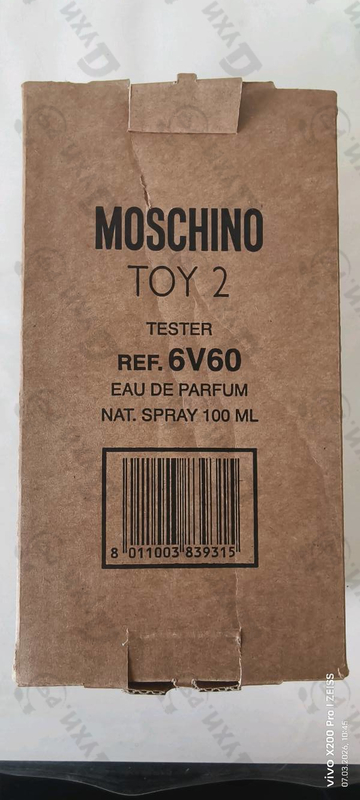 MOSCHINO
TOY 2
TESTER
REF. 6V60
EAU DE PARFUM
NAT. SPRAY 100 ML
8 011003 839315
vivo X200 Pro | ZEISS
07.03.2026, 10:45